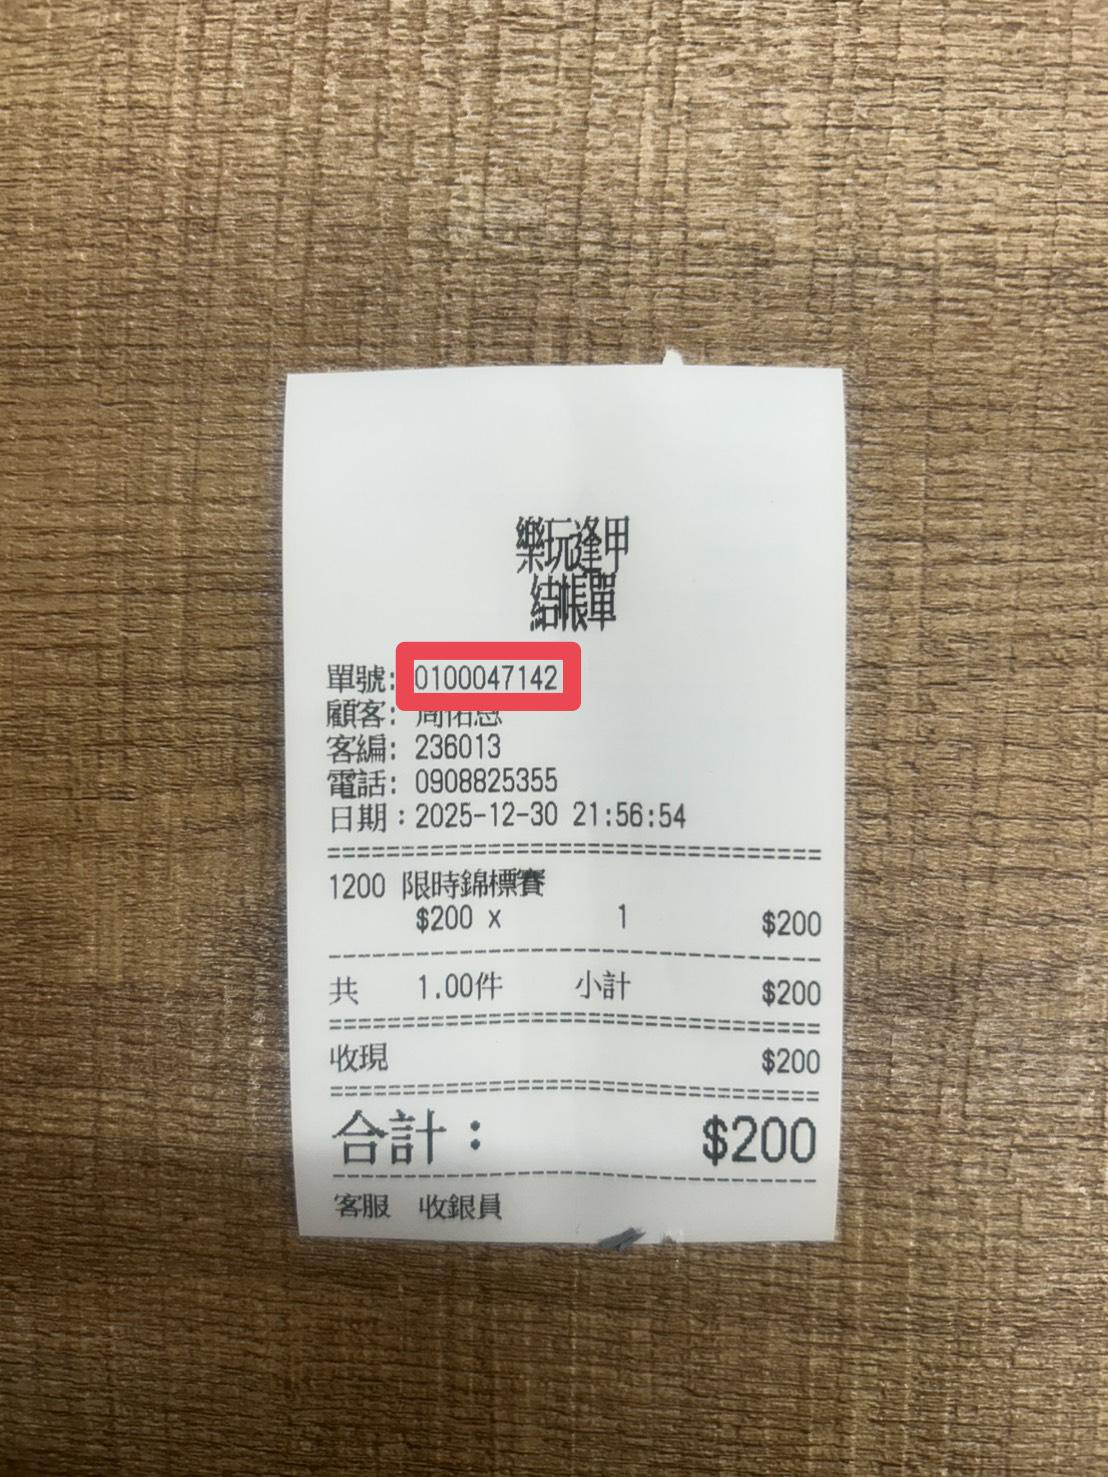 樂玩逢甲
結帳單
單號: 0100047142
顧客:
客編: 236013
電話: 0908825355
日期：2025-12-30 21:56:54
1200 限時錦標賽
$200 x 1 $200
共 1.00件 小計 $200
收現 $200
合計： $200
客服 收銀員